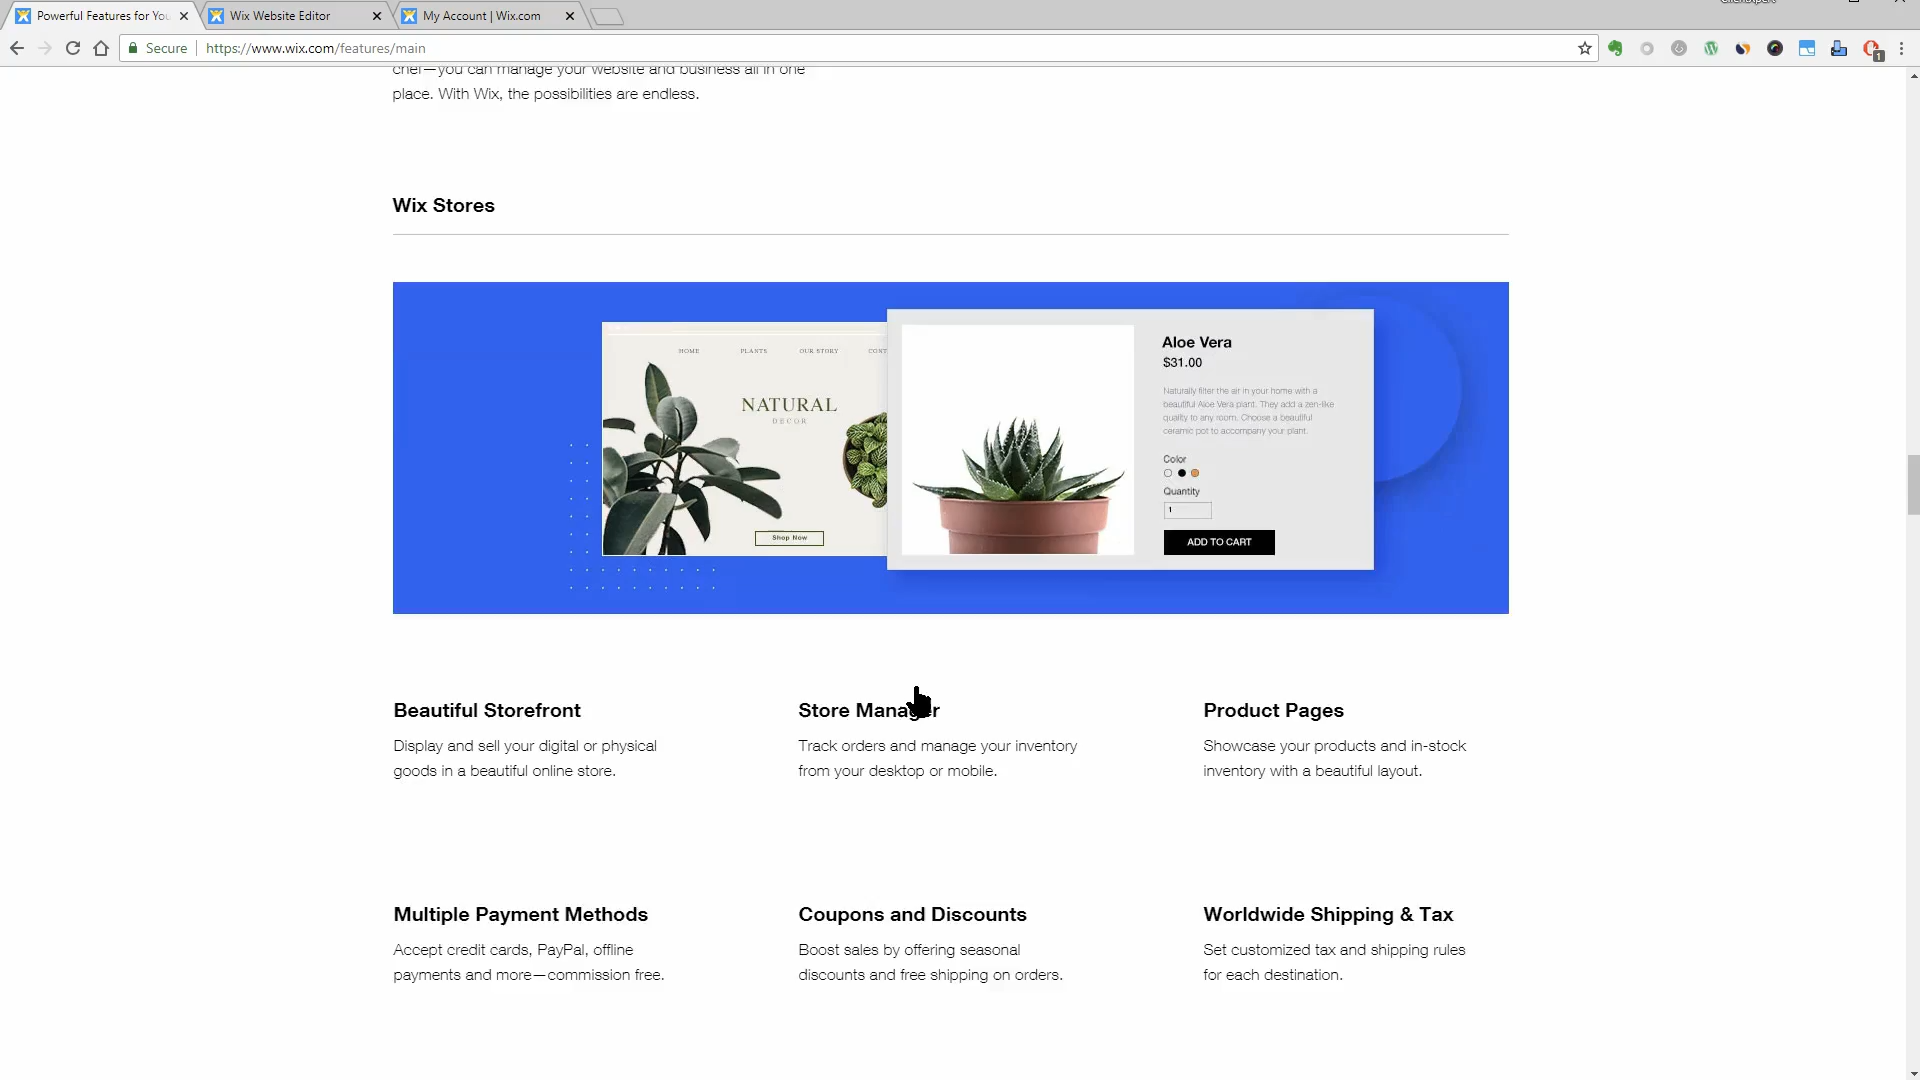 Powerful Features for You
Wix Website Editor
My Account | Wix.com
Secure
https://www.wix.com/features/main
1
chef—you can manage your website and business all in one
place. With Wix, the possibilities are endless.
Wix Stores
HOME PLANTS OUR STORY CONT
NATURAL
DECOR
Shop Now
Aloe Vera
$31.00
Naturally filter the air in your home with a
beautiful Aloe Vera plant. They add a zen-like
quality to any room. Choose a beautiful
ceramic pot to accompany your plant.
Color
Quantity
1
ADD TO CART
Beautiful Storefront
Display and sell your digital or physical
goods in a beautiful online store.
Store Manager
Track orders and manage your inventory
from your desktop or mobile.
Product Pages
Showcase your products and in-stock
inventory with a beautiful layout.
Multiple Payment Methods
Accept credit cards, PayPal, offline
payments and more—commission free.
Coupons and Discounts
Boost sales by offering seasonal
discounts and free shipping on orders.
Worldwide Shipping & Tax
Set customized tax and shipping rules
for each destination.